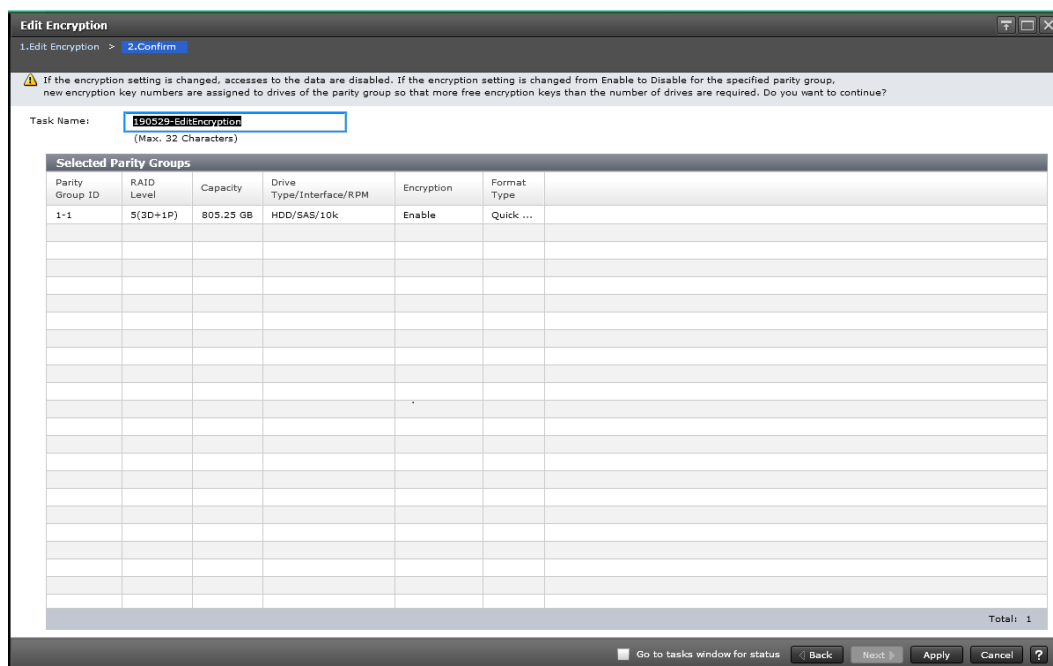 Edit Encryption
1.Edit Encryption > 2.Confirm
If the encryption setting is changed, accesses to the data are disabled. If the encryption setting is changed from Enable to Disable for the specified parity group,
new encryption key numbers are assigned to drives of the parity group so that more free encryption keys than the number of drives are required. Do you want to continue?
Task Name: 190529-EditEncryption
(Max. 32 Characters)
Selected Parity Groups
Parity Group ID RAID Level Capacity Drive Type/Interface/RPM Encryption Format Type
1-1 5(3D+1P) 805.25 GB HDD/SAS/10k Enable Quick ...
Total: 1
Go to tasks window for status Back Next Apply Cancel ?